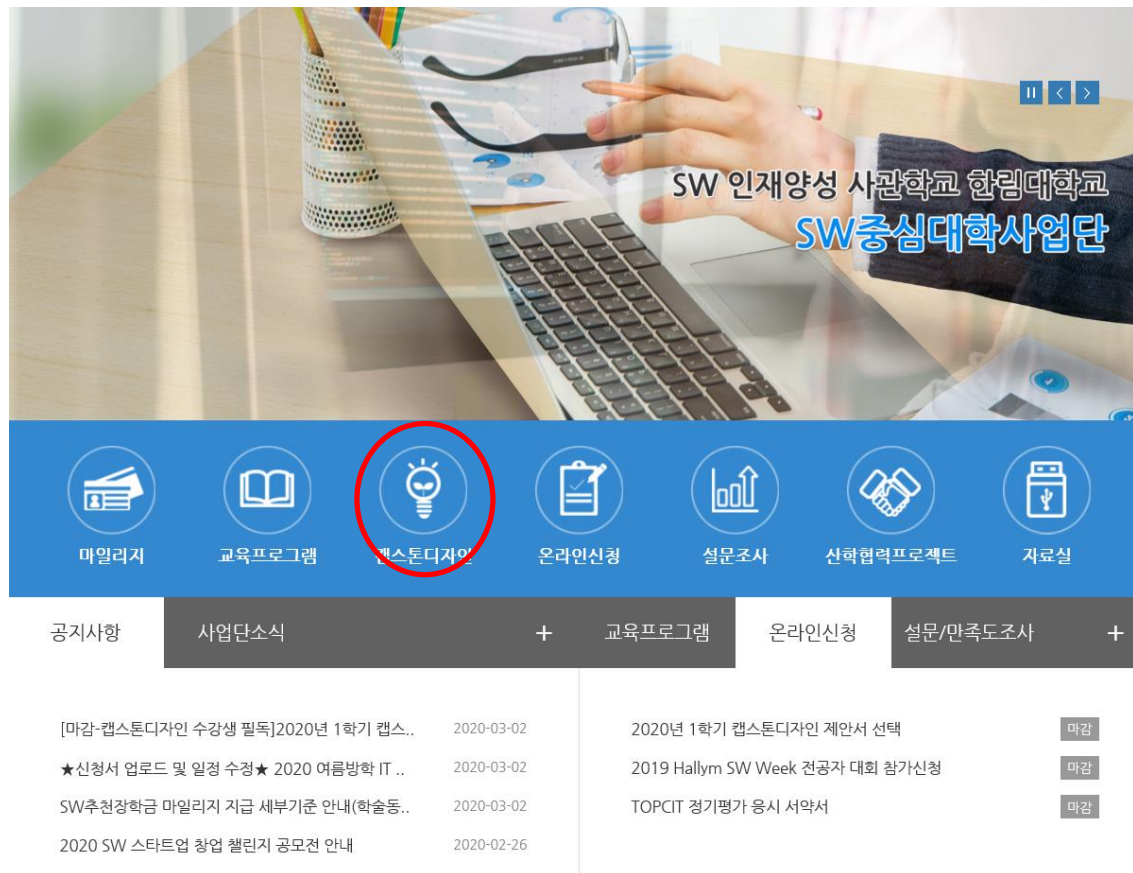 SW 인재양성 사관학교 한림대학교
SW중심대학사업단
마일리지 교육프로그램 캡스톤디자인 온라인신청 설문조사 산학협력프로젝트 자료실
공지사항 사업단소식 + 교육프로그램 온라인신청 설문/만족도조사 +
[마감-캡스톤디자인 수강생 필독]2020년 1학기 캡스.. 2020-03-02
2020년 1학기 캡스톤디자인 제안서 선택 마감
★신청서 업로드 및 일정 수정★ 2020 여름방학 IT .. 2020-03-02
2019 Hallym SW Week 전공자 대회 참가신청 마감
SW추천장학금 마일리지 지급 세부기준 안내(학술동.. 2020-03-02
TOPCIT 정기평가 응시 서약서 마감
2020 SW 스타트업 창업 챌린지 공모전 안내 2020-02-26